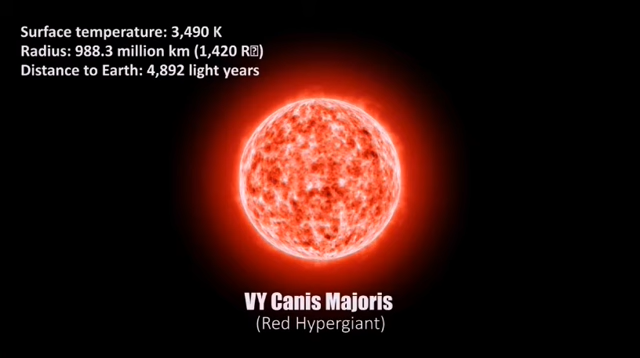 Surface temperature: 3,490 K
Radius: 988.3 million km (1,420 R⍰)
Distance to Earth: 4,892 light years
VY Canis Majoris
(Red Hypergiant)